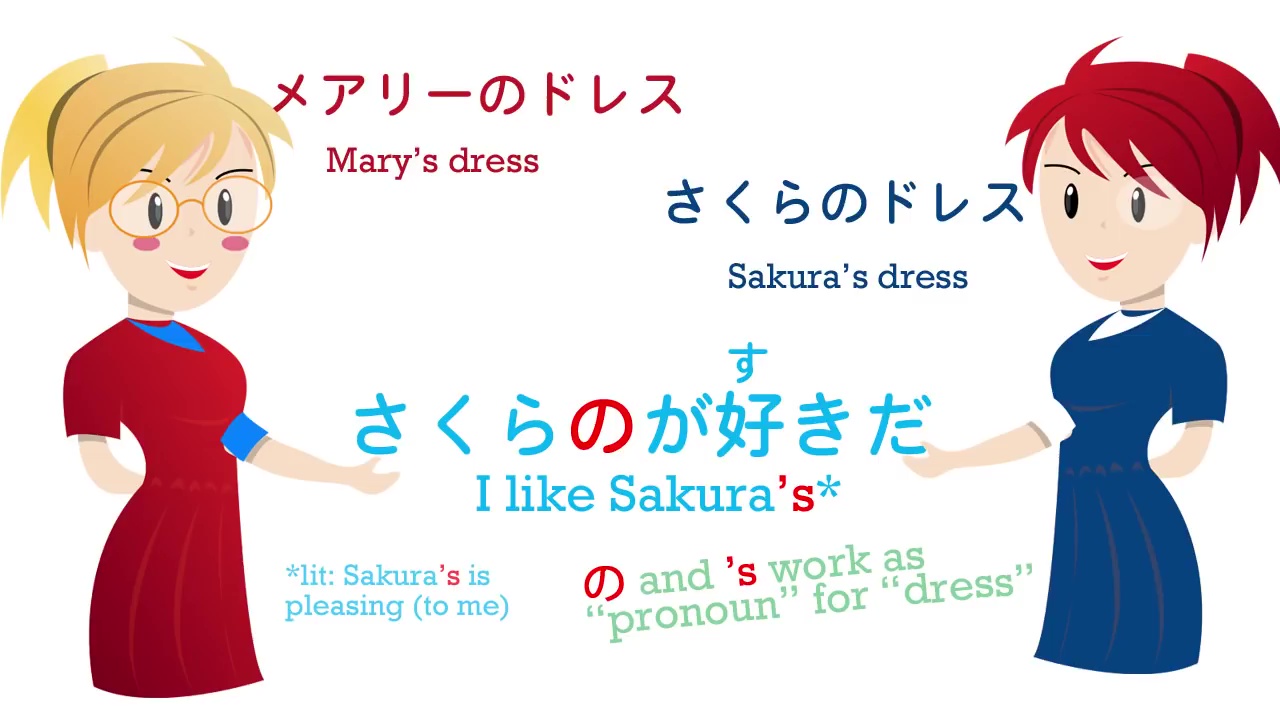 メアリーのドレス
Mary’s dress
さくらのドレス
Sakura’s dress
す
さくらのが好きだ
I like Sakura’s*
*lit: Sakura’s is
pleasing (to me)
の and ’s work as
“pronoun” for “dress”